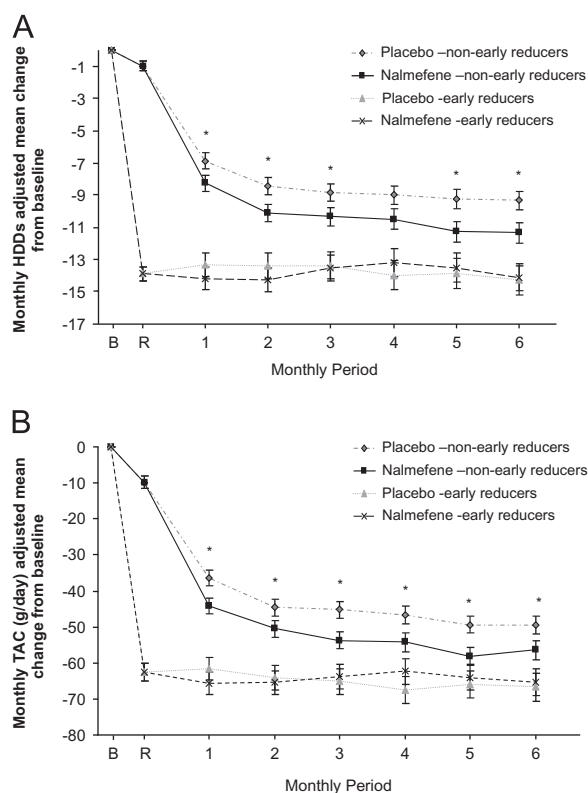 A
Monthly HDDs adjusted mean change
from baseline
-1
-3
-5
-7
-9
-11
-13
-15
-17
Placebo –non-early reducers
Nalmefene –non-early reducers
Placebo -early reducers
Nalmefene -early reducers
* * * * *
B R 1 2 3 4 5 6
Monthly Period
B
Monthly TAC (g/day) adjusted mean
change from baseline
0
-10
-20
-30
-40
-50
-60
-70
-80
Placebo –non-early reducers
Nalmefene –non-early reducers
Placebo -early reducers
Nalmefene -early reducers
* * * * * *
B R 1 2 3 4 5 6
Monthly Period